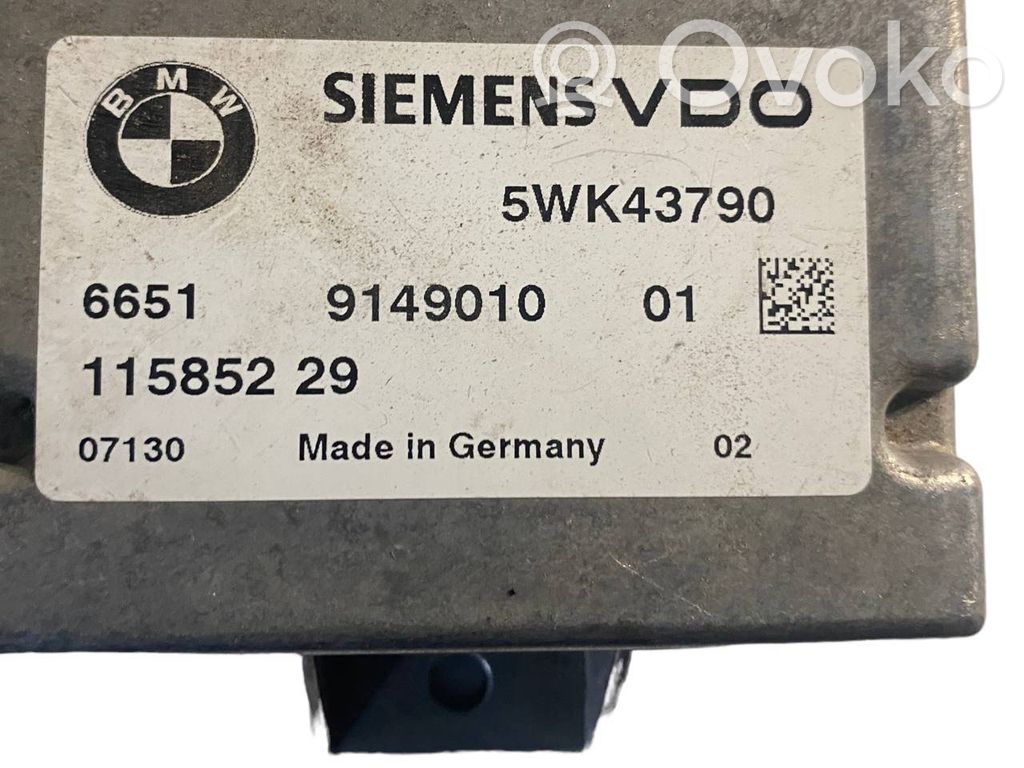 Ovoko
BMW
SIEMENS VDO
5WK43790
6651 9149010 01
115852 29
07130 Made in Germany 02